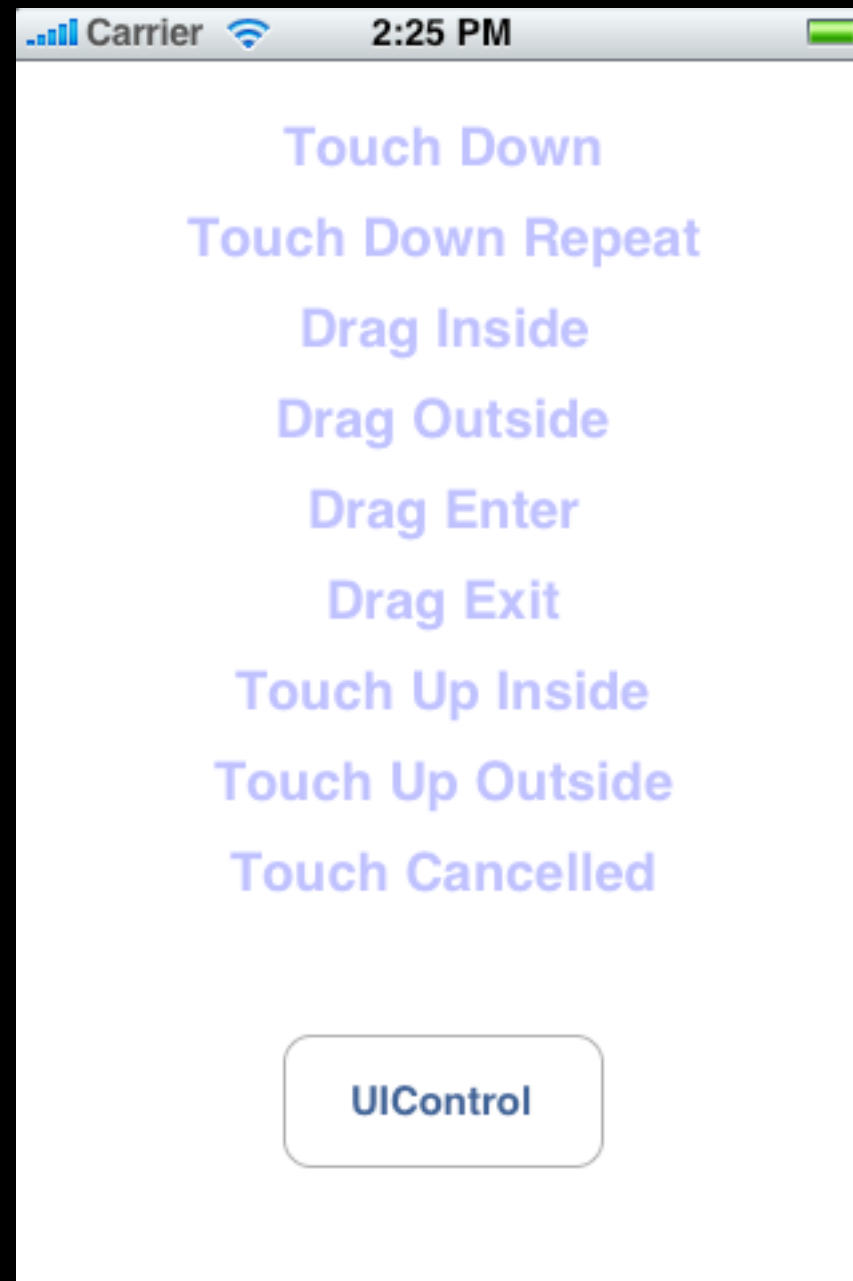 Carrier 2:25 PM
Touch Down
Touch Down Repeat
Drag Inside
Drag Outside
Drag Enter
Drag Exit
Touch Up Inside
Touch Up Outside
Touch Cancelled
UIControl